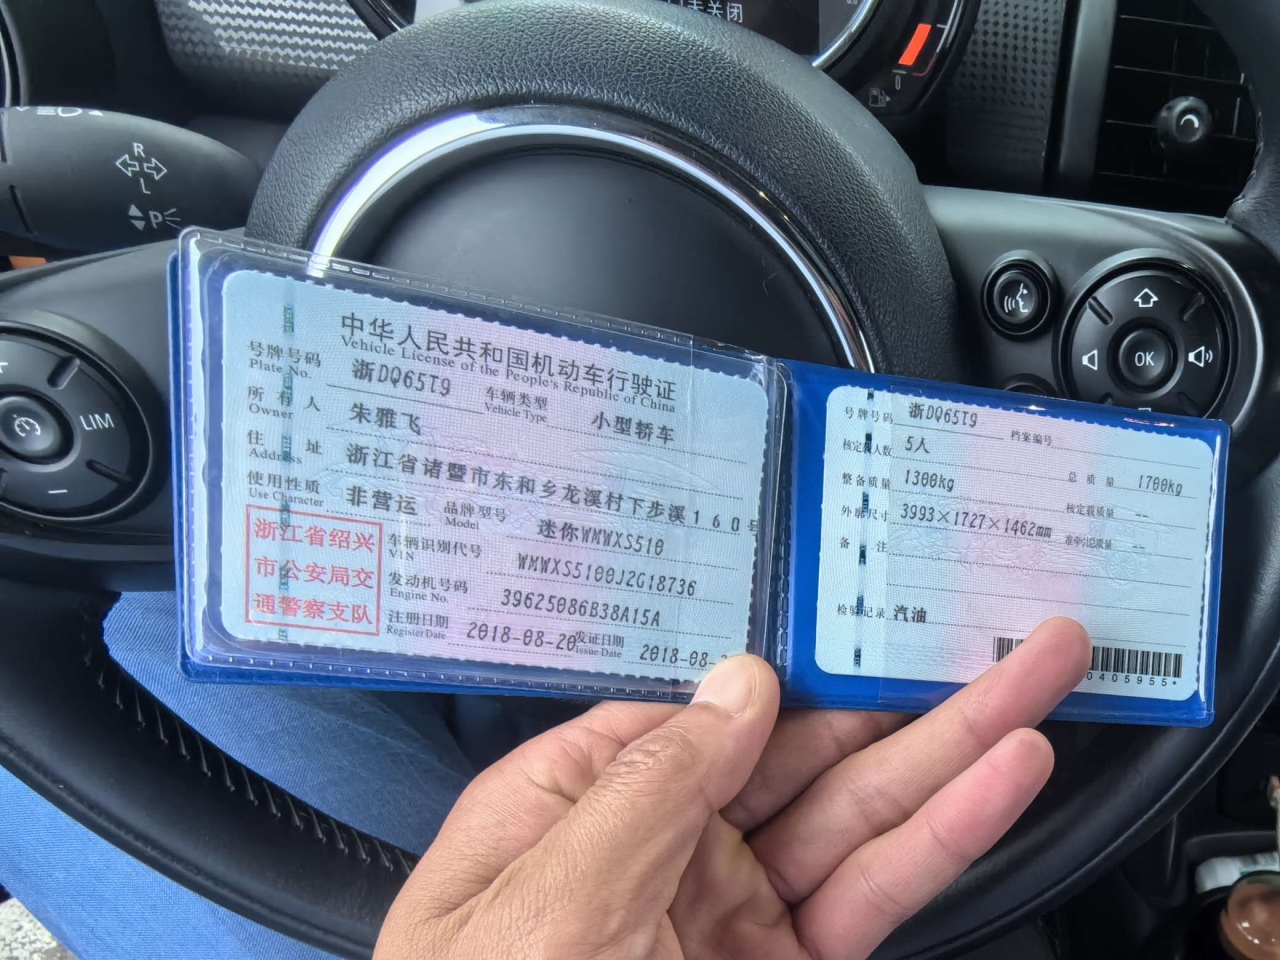 关闭
R
L
P
LIM
OK
中华人民共和国机动车行驶证
Vehicle License of the People's Republic of China
号牌号码 浙DQ65T9 车辆类型 小型轿车
Plate No. Vehicle Type
所有人 朱雅飞
Owner
住址 浙江省诸暨市东和乡龙溪村下步溪160号
Address
使用性质 非营运 品牌型号 迷你WMWXS510
Use Character Model
浙江省绍兴
市公安局交
通警察支队
车辆识别代号 WMWXS5100J2G18736
VIN
发动机号码 39625086B38A15A
Engine No.
注册日期 2018-08-20 发证日期 2018-08-
Register Date Issue Date
号牌号码 浙DQ65T9 档案编号
核定载人数 5人 总质量 1700kg
整备质量 1300kg 核定载质量 --
外廓尺寸 3993×1727×1462mm 准牵引总质量 --
备注
检验记录 汽油
0405955*